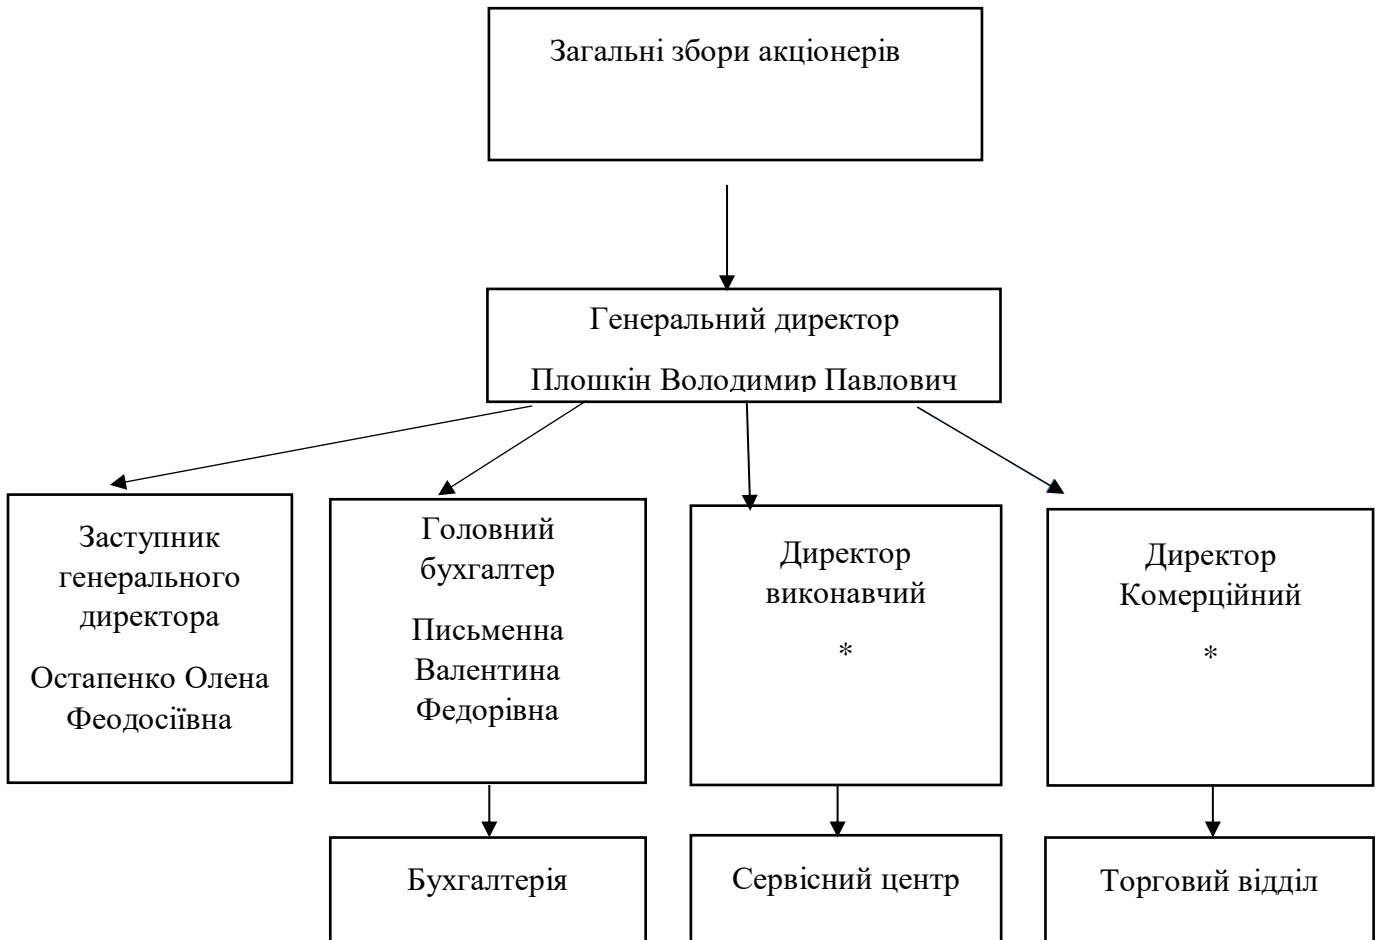 Загальні збори акціонерів
Генеральний директор
Плошкін Володимир Павлович
Заступник
генерального
директора
Остапенко Олена
Феодосіївна
Головний
бухгалтер
Письменна
Валентина
Федорівна
Директор
виконавчий
*
Директор
Комерційний
*
Бухгалтерія
Сервісний центр
Торговий відділ